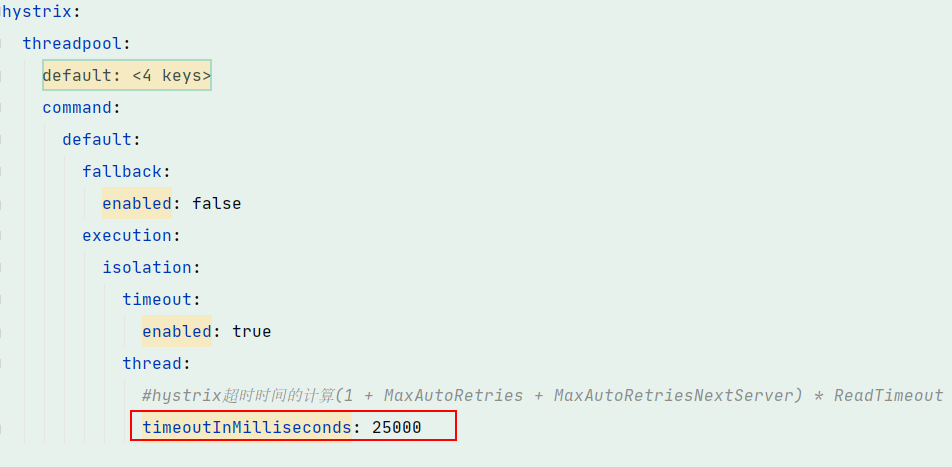 hystrix:
threadpool:
default: <4 keys>
command:
default:
fallback:
enabled: false
execution:
isolation:
timeout:
enabled: true
thread:
#hystrix超时时间的计算(1 + MaxAutoRetries + MaxAutoRetriesNextServer) * ReadTimeout
timeoutInMilliseconds: 25000